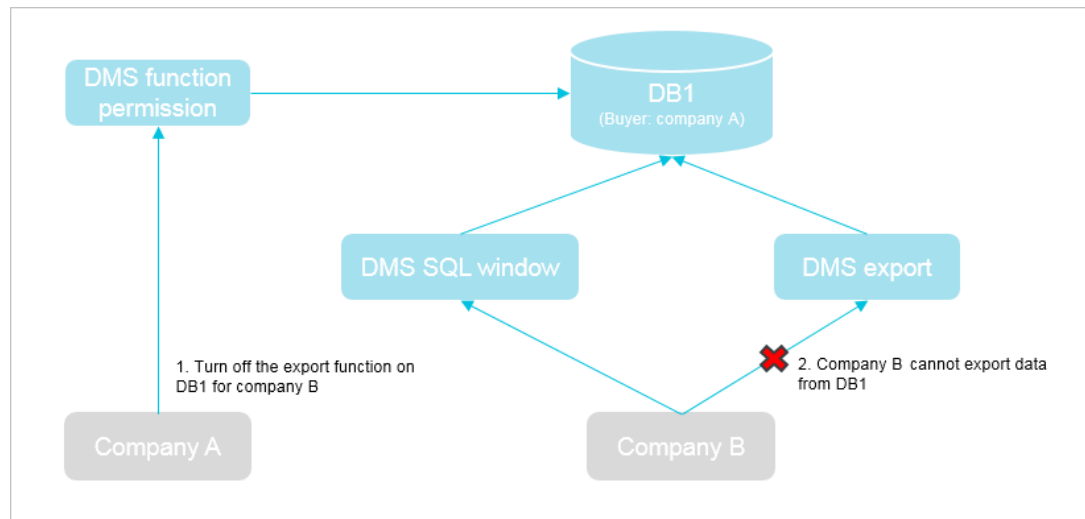 DMS function
permission
DB1
(Buyer: company A)
DMS SQL window
DMS export
1. Turn off the export function on
DB1 for company B
2. Company B cannot export data
from DB1
Company A
Company B